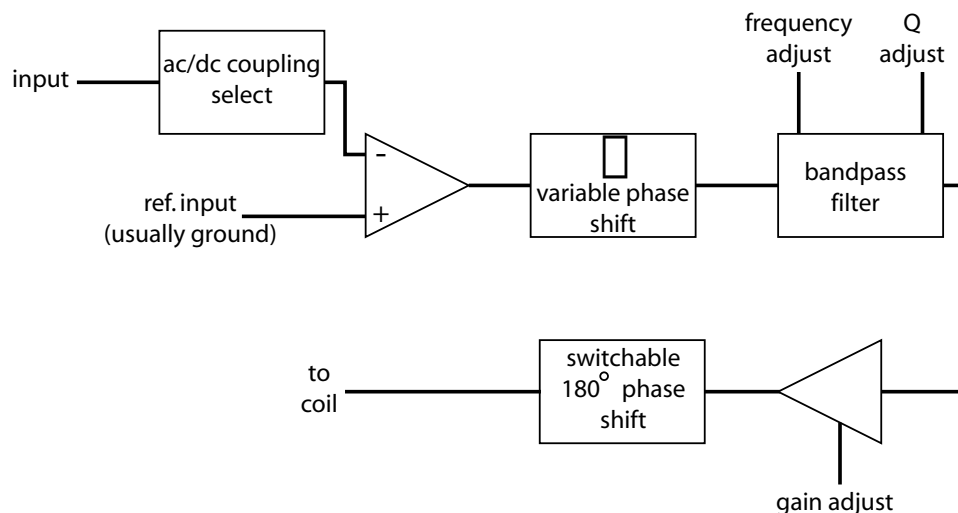 input
ac/dc coupling
select
-
ref. input
(usually ground)
+
variable phase
shift
frequency
adjust
Q
adjust
bandpass
filter
to
coil
switchable
180° phase
shift
gain adjust